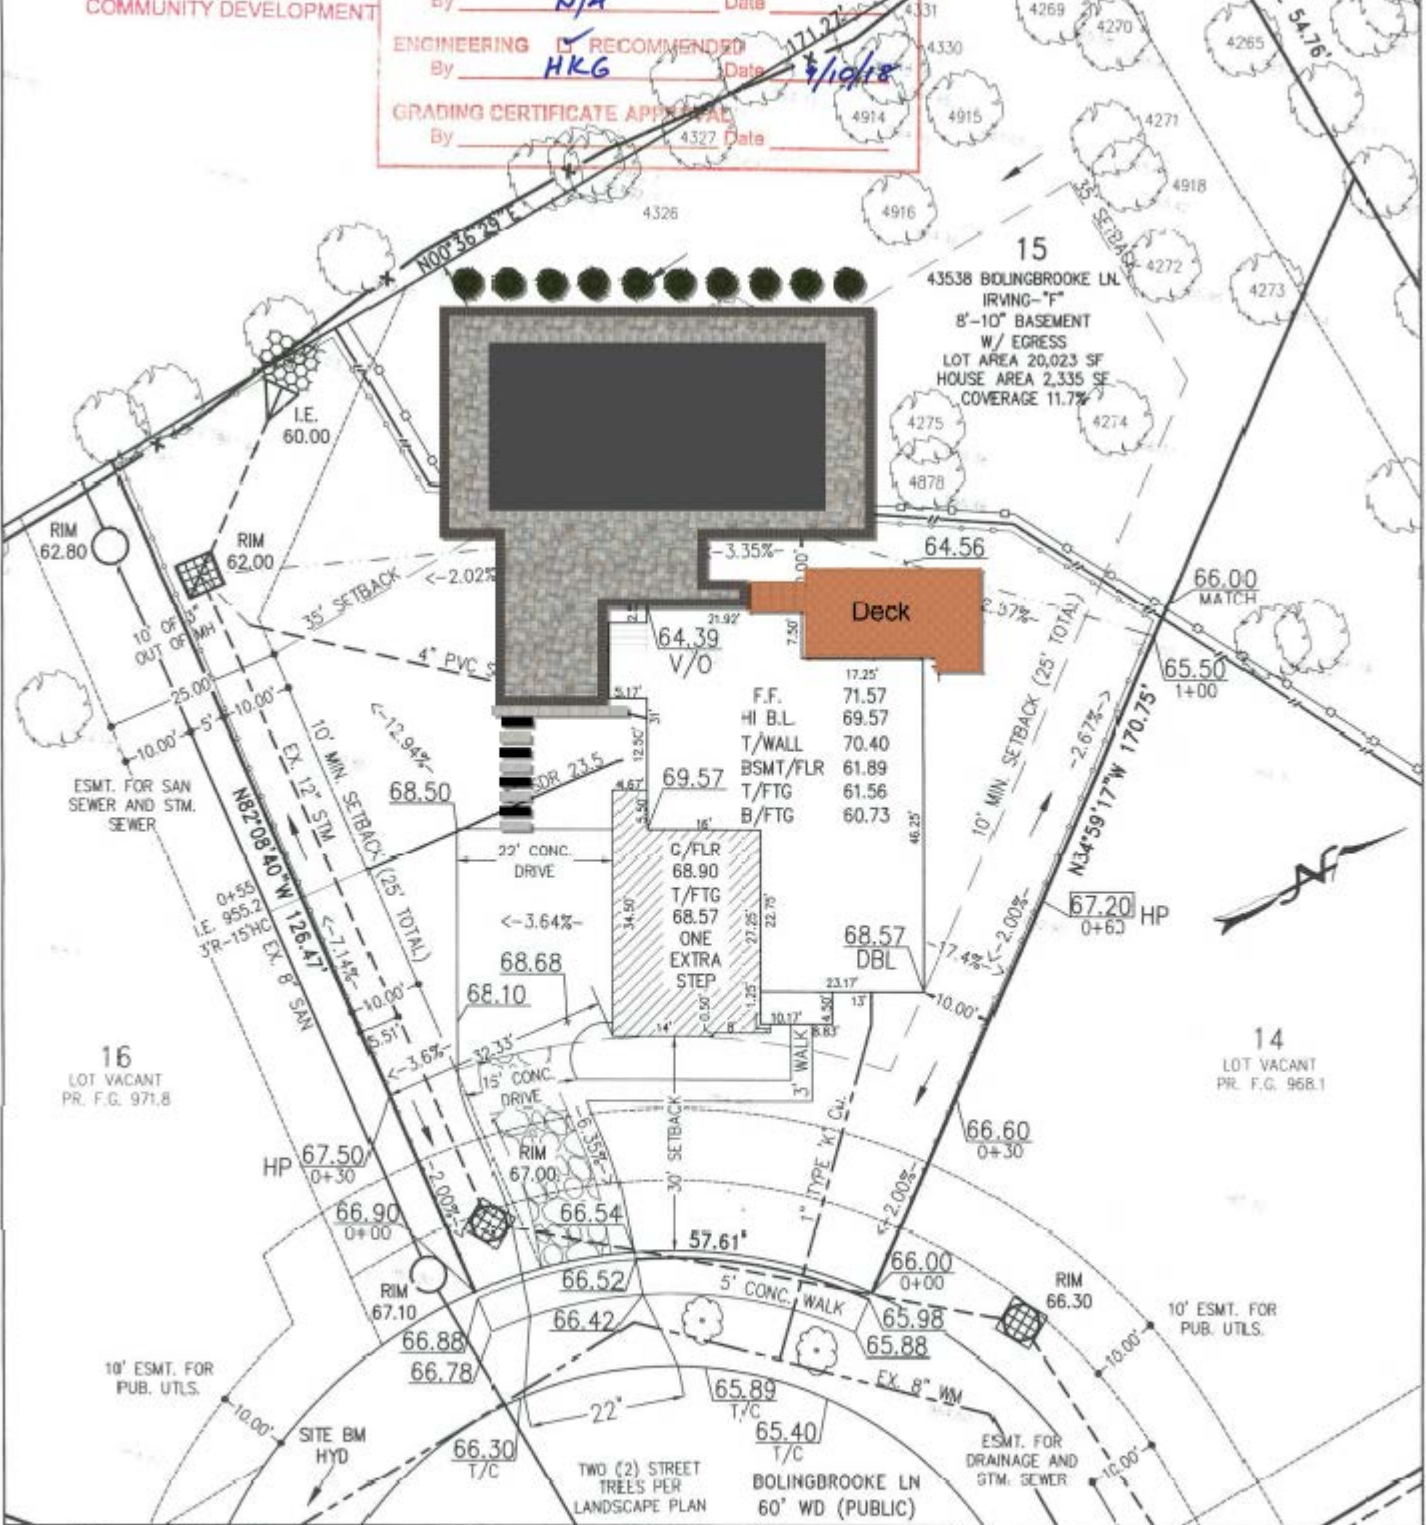 COMMUNITY DEVELOPMENT
By N/A Date
ENGINEERING RECOMMENDED
By HKG Date 9/10/18
GRADING CERTIFICATE APPROVAL
By Date
171.27'
54.76'
4331
4330
4269
4270
4265
4914
4915
4327
4271
4918
4326
4916
35' SETBACK
4272
4273
N00°36'29"E
15
43538 BOLINGBROOKE LN.
IRVING-"F"
8'-10" BASEMENT
W/ EGRESS
LOT AREA 20,023 SF
HOUSE AREA 2,335 SF
COVERAGE 11.7%
4275
4274
4878
I.E.
60.00
RIM
62.80
RIM
62.00
<-2.02%
35' SETBACK
-3.35%-
64.56
66.00
MATCH
Deck
2.57%-
10' OF 3"
OUT OF MH
4" PVC S
21.92'
7.50'
64.39
V/O
65.50
1+00
25.00'
5'
10.00'
-10.00'
17.25'
5.17'
31'
12.50'
F.F. 71.57
HI B.L. 69.57
T/WALL 70.40
BSMT/FLR 61.89
T/FTG 61.56
B/FTG 60.73
<-12.94%-
10' MIN. SETBACK (25' TOTAL)
EX. 12" STM
ESMT. FOR SAN
SEWER AND STM.
SEWER
68.50
SDR 23.5
4.67'
5.50'
69.57
16'
46.25'
10' MIN. SETBACK (25' TOTAL)
-2.67%->
N34°59'17"W 170.75'
N82°08'40"W 126.47'
22' CONC.
DRIVE
<-3.64%-
G/FLR
68.90
T/FTG
68.57
ONE
EXTRA
STEP
34.50'
27.25'
22.75'
0+55
I.E. 955.2
3'R-15'HC
EX. 8" SAN
<-7.14%-
67.20 HP
0+63
68.57
DBL
-17.4%->
<-2.00%-
68.68
68.10
23.17'
13'
10.00'
1.25'
0.50'
10.17'
4.50'
8.83'
14'
8'
10.00'
5.51'
<-3.6%-
32.33'
15' CONC.
DRIVE
3' WALK
16
LOT VACANT
PR. F.G. 971.8
14
LOT VACANT
PR. F.G. 968.1
30' SETBACK
1" TYPE 'K' CU.
6.35%-
HP 67.50
0+30
-2.00%->
RIM
67.00
66.60
0+30
<-2.00%-
66.90
0+00
66.54
57.61'
66.00
0+00
RIM
67.10
66.52
5' CONC. WALK
RIM
66.30
66.88
66.78
66.42
65.98
65.88
10' ESMT. FOR
PUB. UTILS.
10' ESMT. FOR
PUB. UTLS.
10.00'
10.00'
EX. 8" WM
65.89
T/C
22'
SITE BM
HYD
66.30
T/C
65.40
T/C
ESMT. FOR
DRAINAGE AND
STM. SEWER
10.00'
TWO (2) STREET
TREES PER
LANDSCAPE PLAN
BOLINGBROOKE LN
60' WD (PUBLIC)